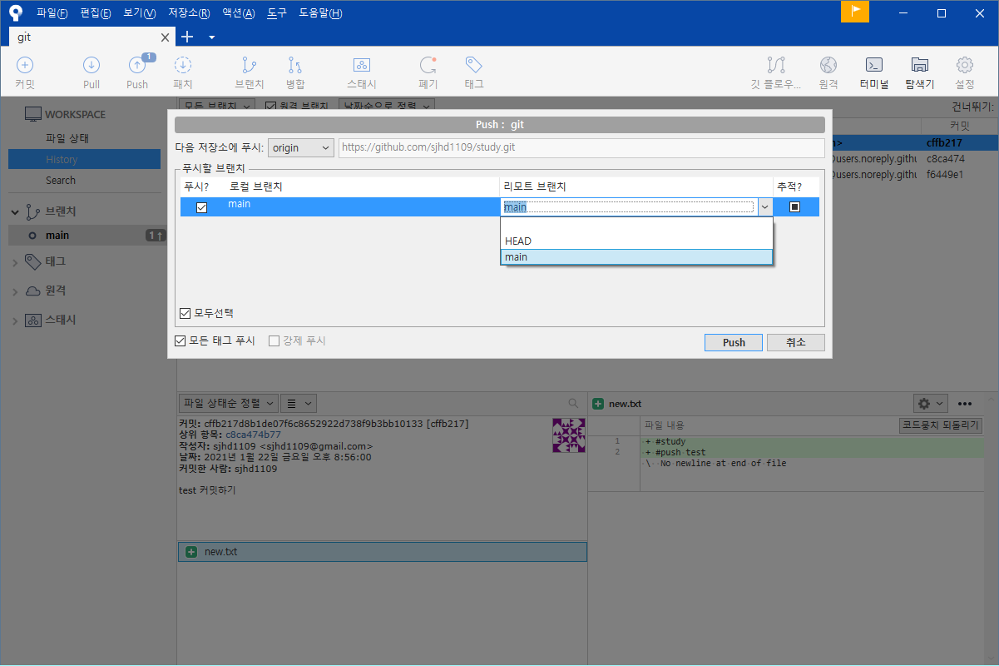 파일(F) 편집(E) 보기(V) 저장소(R) 액션(A) 도구 도움말(H)
git
1
커밋 Pull Push 패치 브랜치 병합 스태시 폐기 태그 깃 플로우... 원격 터미널 탐색기 설정
모든 브랜치 원격 브랜치 날짜순으로 정렬 건너뛰기:
WORKSPACE
파일 상태
History
Search
브랜치
main 1↑
태그
원격
스태시
커밋
cffb217
users.noreply.githu c8ca474
users.noreply.githu f6449e1
Push : git
다음 저장소에 푸시: origin https://github.com/sjhd1109/study.git
푸시할 브랜치
푸시? 로컬 브랜치 리모트 브랜치 추적?
main main
HEAD
main
모두선택
모든 태그 푸시 강제 푸시 Push 취소
파일 상태순 정렬
커밋: cffb217d8b1de07f6c8652922d738f9b3bb10133 [cffb217]
상위 항목: c8ca474b77
작성자: sjhd1109 <sjhd1109@gmail.com>
날짜: 2021년 1월 22일 금요일 오후 8:56:00
커밋한 사람: sjhd1109
test 커밋하기
new.txt
new.txt
파일 내용 코드뭉치 되돌리기
1 + #study
2 + #push test
\ No newline at end of file